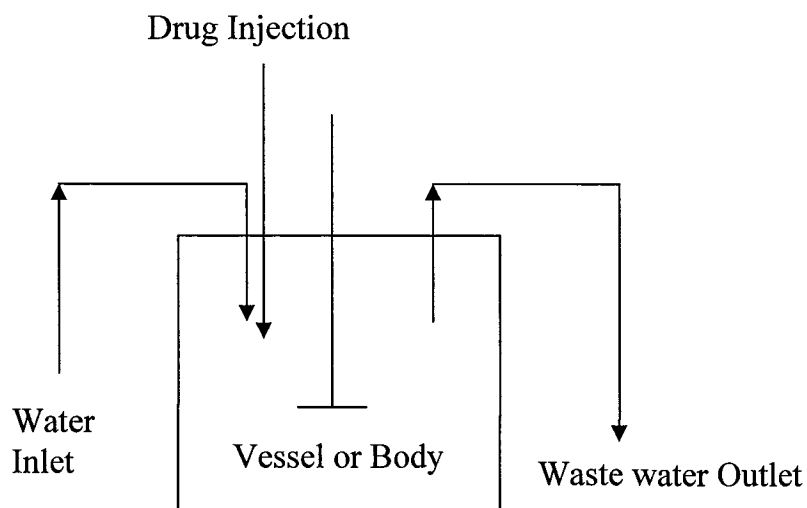 Drug Injection
Water
Inlet
Vessel or Body
Waste water Outlet